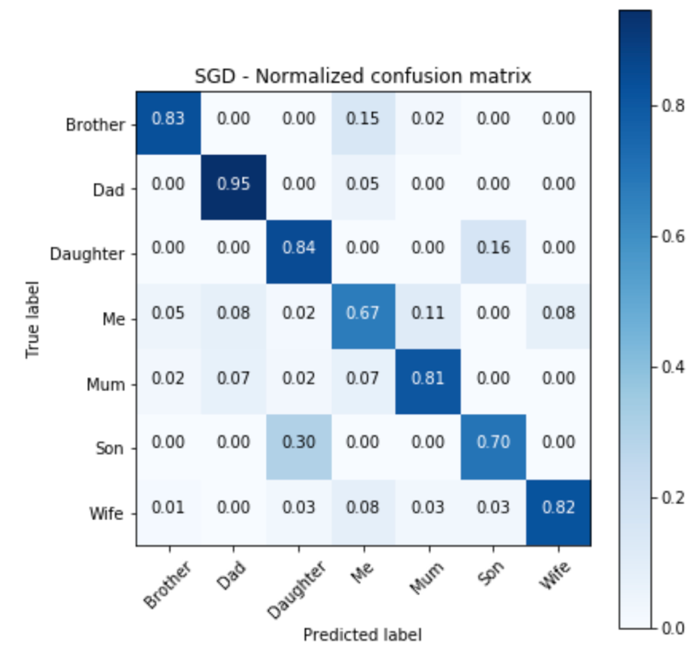 SGD - Normalized confusion matrix
Brother 0.83 0.00 0.00 0.15 0.02 0.00 0.00
Dad 0.00 0.95 0.00 0.05 0.00 0.00 0.00
Daughter 0.00 0.00 0.84 0.00 0.00 0.16 0.00
Me 0.05 0.08 0.02 0.67 0.11 0.00 0.08
Mum 0.02 0.07 0.02 0.07 0.81 0.00 0.00
Son 0.00 0.00 0.30 0.00 0.00 0.70 0.00
Wife 0.01 0.00 0.03 0.08 0.03 0.03 0.82
Brother Dad Daughter Me Mum Son Wife
True label
Predicted label
0.8
0.6
0.4
0.2
0.0